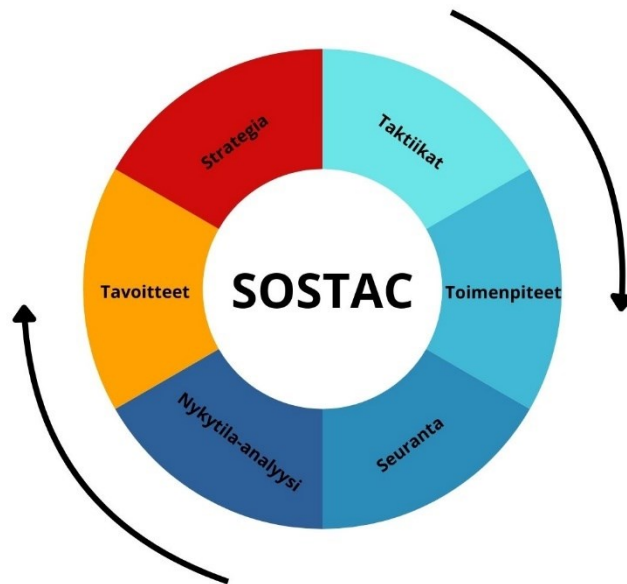 Strategia
Taktiikat
Tavoitteet
SOSTAC
Toimenpiteet
Nykytila-analyysi
Seuranta